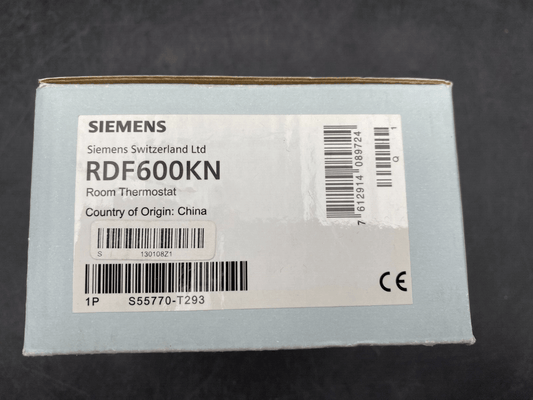 SIEMENS
Siemens Switzerland Ltd
RDF600KN
Room Thermostat
Country of Origin: China
S 130108Z1
1P S55770-T293
7 612914 089724
Q 1
CE